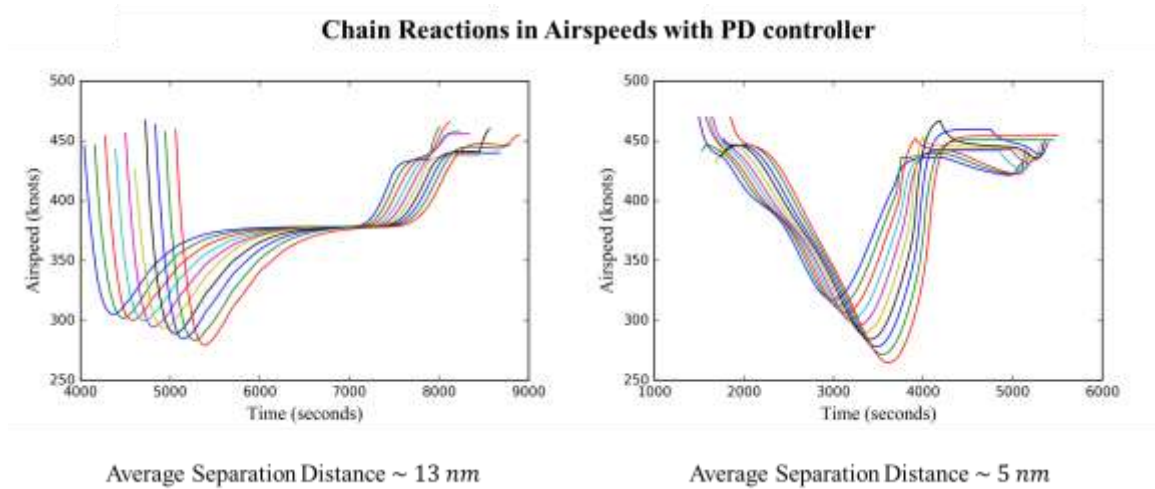 Chain Reactions in Airspeeds with PD controller
500
450
400
350
300
250
Airspeed (knots)
4000 5000 6000 7000 8000 9000
Time (seconds)
500
450
400
350
300
250
Airspeed (knots)
1000 2000 3000 4000 5000 6000
Time (seconds)
Average Separation Distance ~ 13 nm
Average Separation Distance ~ 5 nm